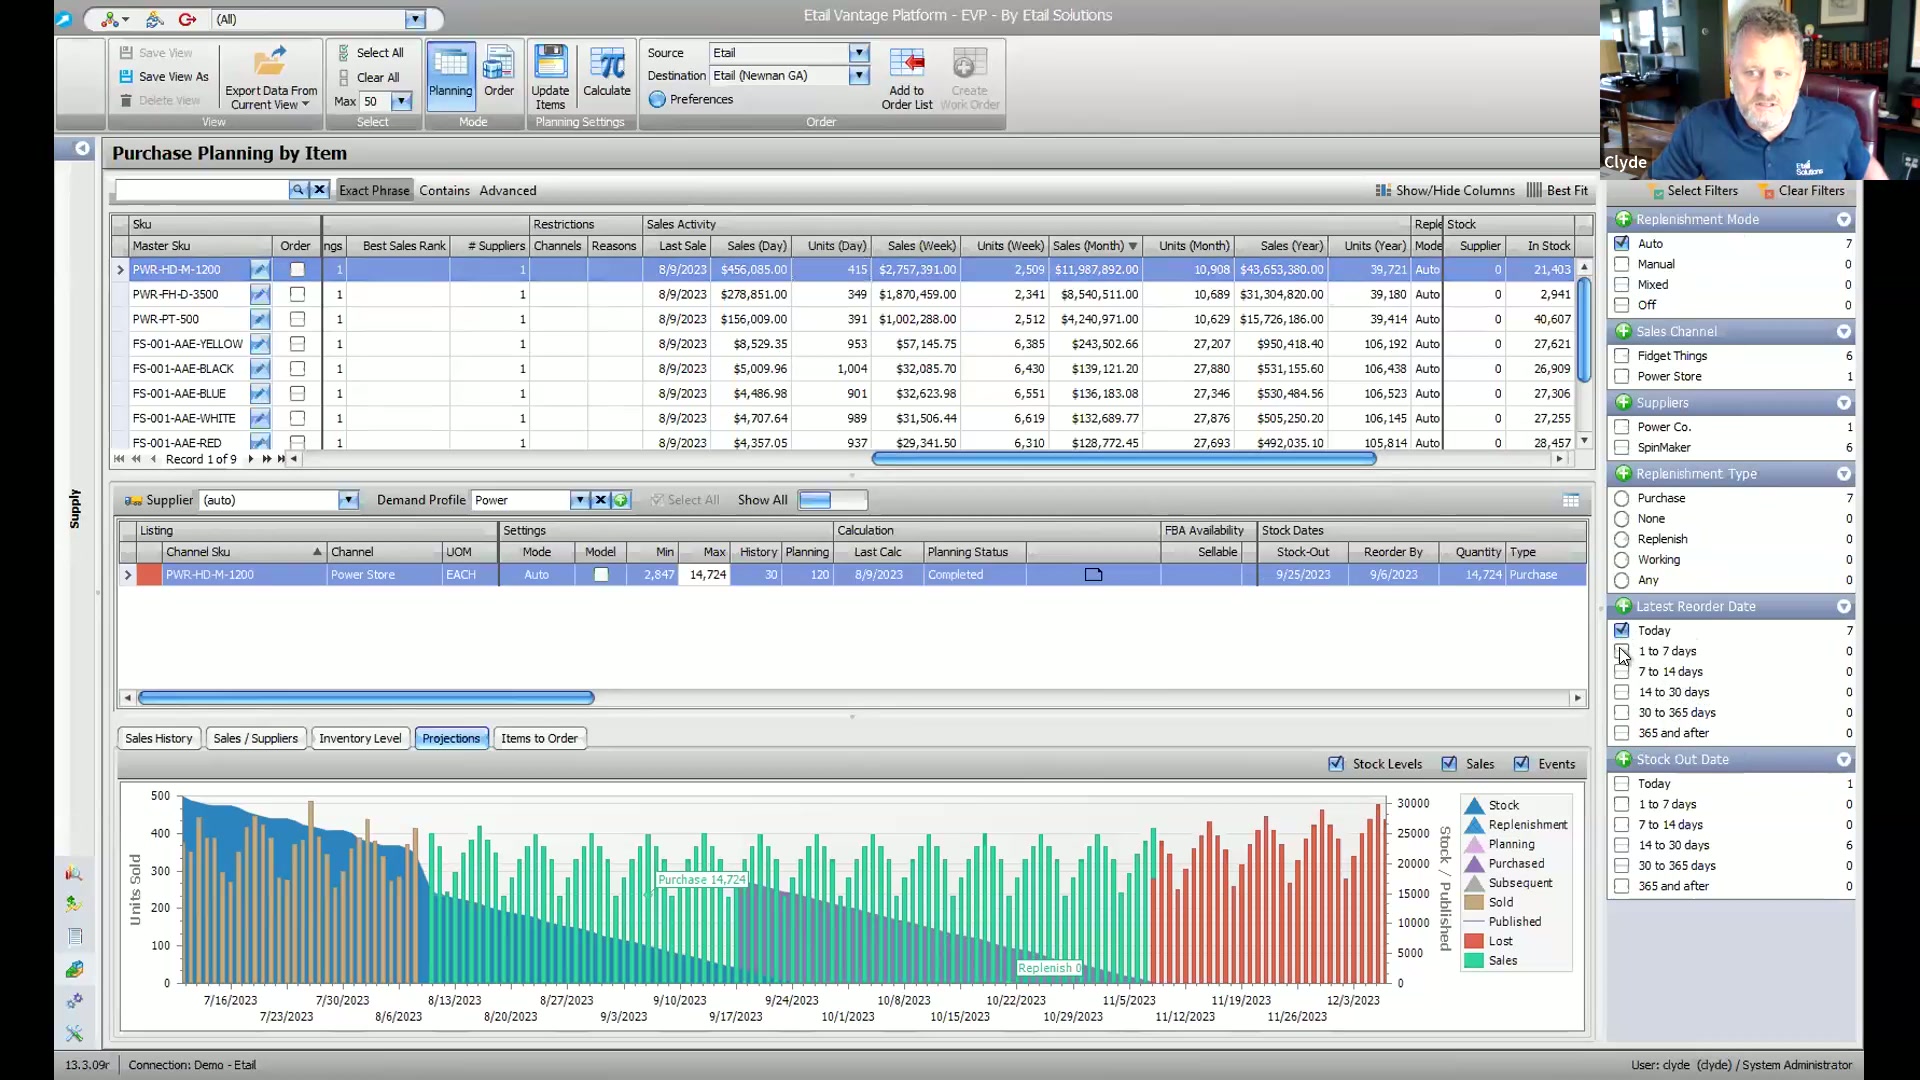 (All)
Etail Vantage Platform - EVP - By Etail Solutions
Save View
Save View As
Delete View
Export Data From
Current View
View
Select All
Clear All
Max 50
Select
Planning
Order
Mode
Update
Items
Calculate
Planning Settings
Source Etail
Destination Etail (Newnan GA)
Preferences
Add to
Order List
Create
Work Order
Order
Clyde
Etail
Solutions
Purchase Planning by Item
Exact Phrase Contains Advanced
Show/Hide Columns Best Fit
Sku Restrictions Sales Activity Reple Stock
Master Sku Order ngs Best Sales Rank # Suppliers Channels Reasons Last Sale Sales (Day) Units (Day) Sales (Week) Units (Week) Sales (Month) Units (Month) Sales (Year) Units (Year) Mode Supplier In Stock
PWR-HD-M-1200 1 1 8/9/2023 $456,085.00 415 $2,757,391.00 2,509 $11,987,892.00 10,908 $43,653,380.00 39,721 Auto 0 21,403
PWR-FH-D-3500 1 1 8/9/2023 $278,851.00 349 $1,870,459.00 2,341 $8,540,511.00 10,689 $31,304,820.00 39,180 Auto 0 2,941
PWR-PT-500 1 1 8/9/2023 $156,009.00 391 $1,002,288.00 2,512 $4,240,971.00 10,629 $15,726,186.00 39,414 Auto 0 40,607
FS-001-AAE-YELLOW 1 1 8/9/2023 $8,529.35 953 $57,145.75 6,385 $243,502.66 27,207 $950,418.40 106,192 Auto 0 27,621
FS-001-AAE-BLACK 1 1 8/9/2023 $5,009.96 1,004 $32,085.70 6,430 $139,121.20 27,880 $531,155.60 106,438 Auto 0 26,909
FS-001-AAE-BLUE 1 1 8/9/2023 $4,486.98 901 $32,623.98 6,551 $136,183.08 27,346 $530,484.56 106,523 Auto 0 27,306
FS-001-AAE-WHITE 1 1 8/9/2023 $4,707.64 989 $31,506.44 6,619 $132,689.77 27,876 $505,250.20 106,145 Auto 0 27,255
FS-001-AAE-RED 1 1 8/9/2023 $4,357.05 937 $29,341.50 6,310 $128,772.45 27,693 $492,035.10 105,814 Auto 0 28,457
Record 1 of 9
Supply
Supplier (auto) Demand Profile Power Select All Show All
Listing Settings Calculation FBA Availability Stock Dates
Channel Sku Channel UOM Mode Model Min Max History Planning Last Calc Planning Status Sellable Stock-Out Reorder By Quantity Type
PWR-HD-M-1200 Power Store EACH Auto 2,847 14,724 30 120 8/9/2023 Completed 9/25/2023 9/6/2023 14,724 Purchase
Sales History Sales / Suppliers Inventory Level Projections Items to Order
Stock Levels Sales Events
Units Sold
500
400
300
200
100
0
Purchase 14,724
Replenish 0
30000
25000
20000
15000
10000
5000
0
Stock / Published
7/16/2023 7/30/2023 8/13/2023 8/27/2023 9/10/2023 9/24/2023 10/8/2023 10/22/2023 11/5/2023 11/19/2023 12/3/2023
7/23/2023 8/6/2023 8/20/2023 9/3/2023 9/17/2023 10/1/2023 10/15/2023 10/29/2023 11/12/2023 11/26/2023
Stock
Replenishment
Planning
Purchased
Subsequent
Sold
Published
Lost
Sales
Select Filters Clear Filters
Replenishment Mode
Auto 7
Manual 0
Mixed 0
Off 0
Sales Channel
Fidget Things 6
Power Store 1
Suppliers
Power Co. 1
SpinMaker 6
Replenishment Type
Purchase 7
None 0
Replenish 0
Working 0
Any 0
Latest Reorder Date
Today 7
1 to 7 days 0
7 to 14 days 0
14 to 30 days 0
30 to 365 days 0
365 and after 0
Stock Out Date
Today 1
1 to 7 days 0
7 to 14 days 0
14 to 30 days 6
30 to 365 days 0
365 and after 0
13.3.09r Connection: Demo - Etail
User: clyde (clyde) / System Administrator